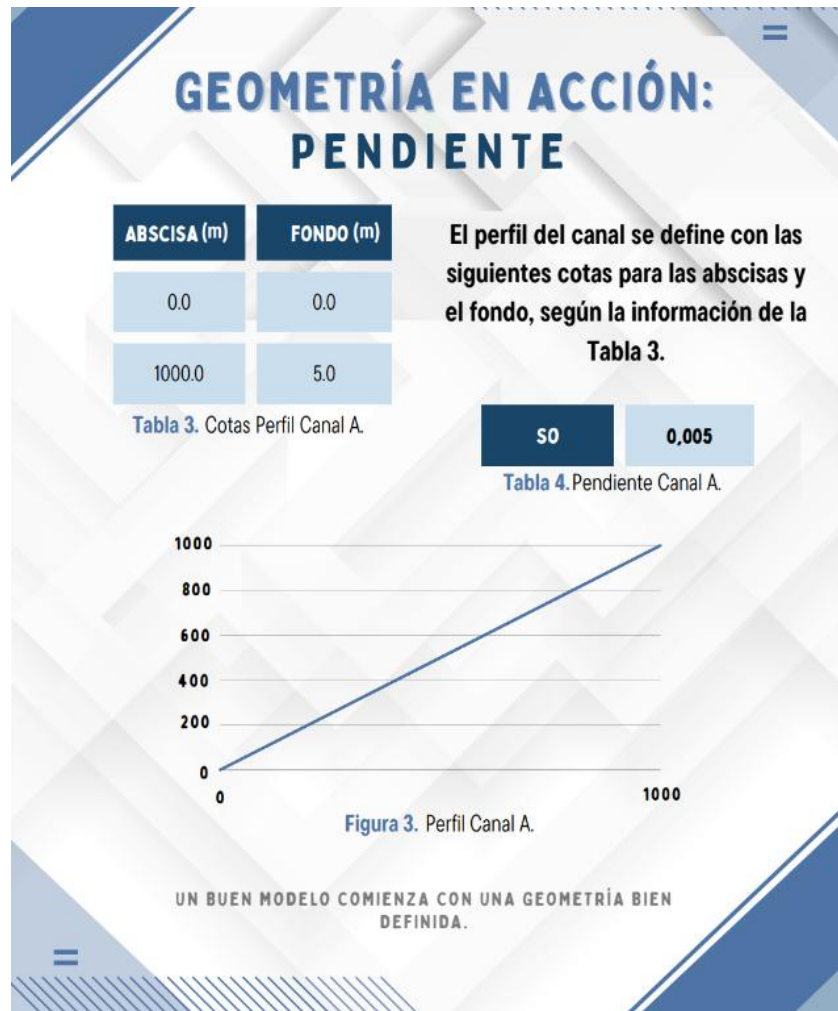 GEOMETRÍA EN ACCIÓN:
PENDIENTE
ABSCISA (m) FONDO (m)
0.0 0.0
1000.0 5.0
Tabla 3. Cotas Perfil Canal A.
El perfil del canal se define con las
siguientes cotas para las abscisas y
el fondo, según la información de la
Tabla 3.
SO 0,005
Tabla 4. Pendiente Canal A.
1000
800
600
400
200
0
0 1000
Figura 3. Perfil Canal A.
UN BUEN MODELO COMIENZA CON UNA GEOMETRÍA BIEN
DEFINIDA.